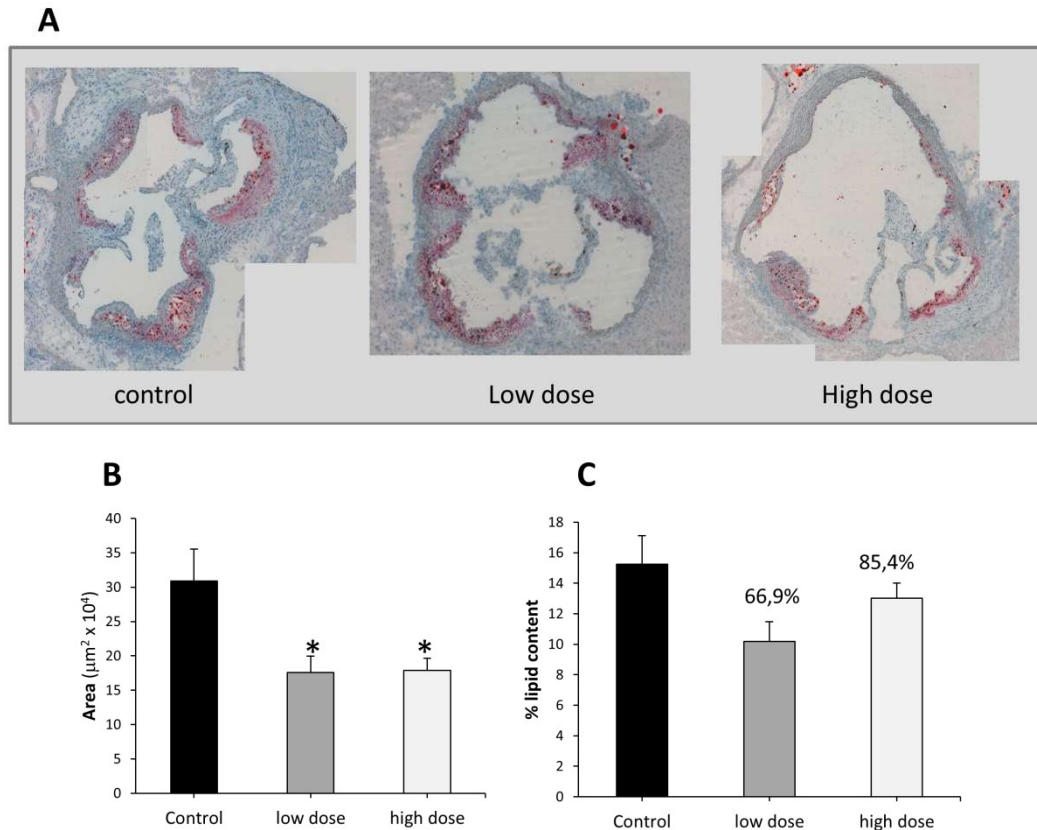 A
control
Low dose
High dose
B
40
35
30
25
20
15
10
5
0
Area (μm² x 10⁴)
*
*
Control
low dose
high dose
C
18
16
14
12
10
8
6
4
2
0
% lipid content
66,9%
85,4%
Control
low dose
high dose